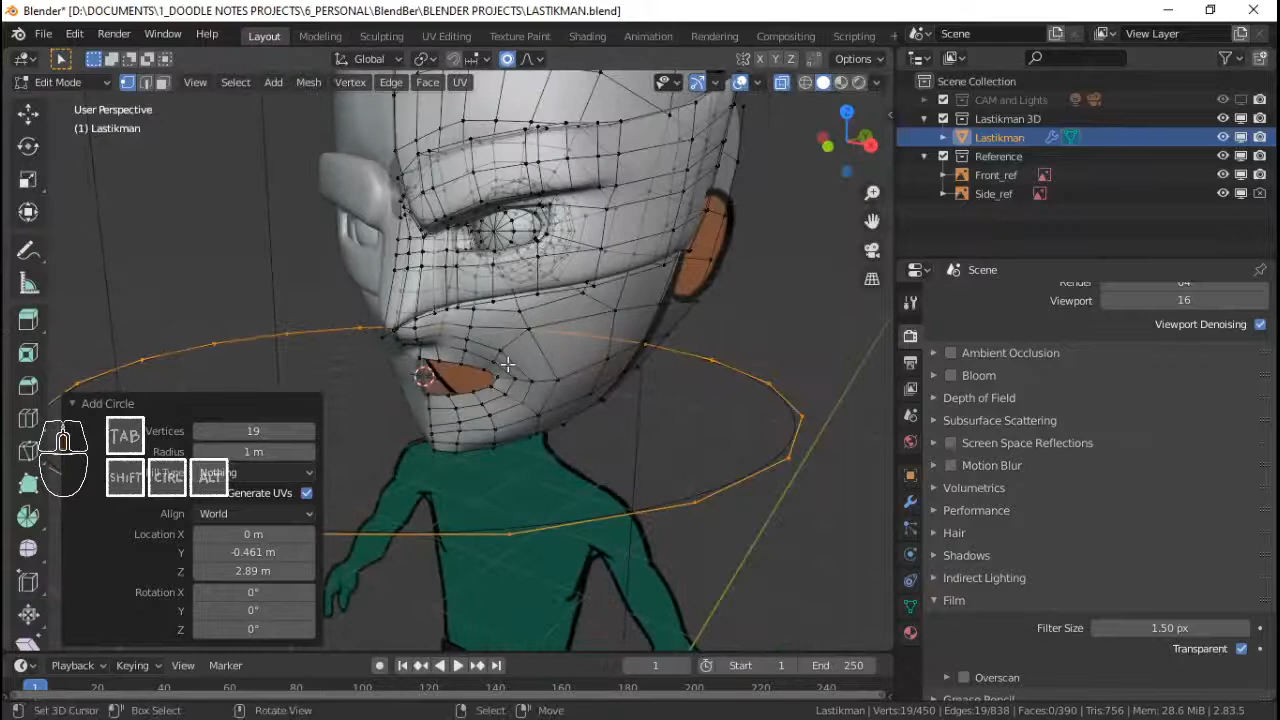 Blender* [D:\DOCUMENTS\1_DOODLE NOTES PROJECTS\6_PERSONAL\BlendBer\BLENDER PROJECTS\LASTIKMAN.blend]
File Edit Render Window Help Layout Modeling Sculpting UV Editing Texture Paint Shading Animation Rendering Compositing Scripting
Scene View Layer
Global X Y Z Options
Edit Mode View Select Add Mesh Vertex Edge Face UV
User Perspective
(1) Lastikman
Scene Collection
CAM and Lights
Lastikman 3D
Lastikman
Reference
Front_ref
Side_ref
Scene
Render 64
Viewport 16
Viewport Denoising
Ambient Occlusion
Bloom
Depth of Field
Subsurface Scattering
Screen Space Reflections
Motion Blur
Volumetrics
Performance
Hair
Shadows
Indirect Lighting
Film
Filter Size 1.50 px
Transparent
Overscan
Grease Pencil
Add Circle
TAB
Vertices 19
Radius 1 m
SHIFT CTRL ALT
Nothing
Generate UVs
Align World
Location X 0 m
Y -0.461 m
Z 2.89 m
Rotation X 0°
Y 0°
Z 0°
Playback Keying View Marker
1 Start 1 End 250
1 20 40 60 80 100 120 140 160 180 200 220 240
Set 3D Cursor Box Select Rotate View Select Move
Lastikman | Verts:19/450 | Edges:19/838 | Faces:0/390 | Tris:756 | Mem: 28.6 MiB | 2.83.5